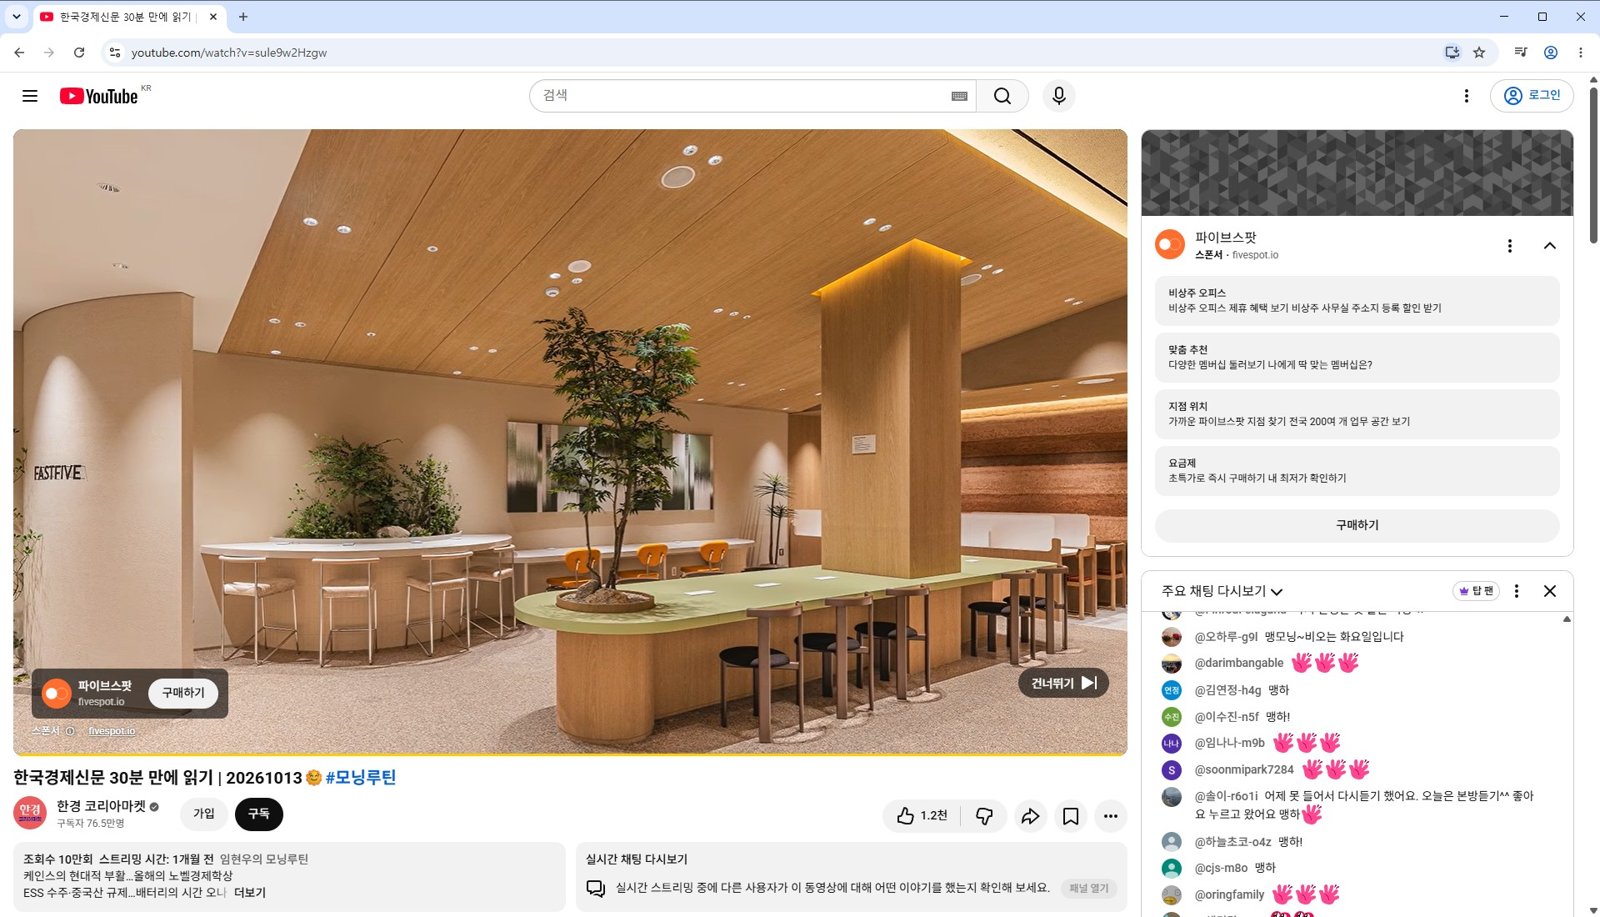 한국경제신문 30분 만에 읽기 |
youtube.com/watch?v=sule9w2Hzgw
YouTube KR
검색
로그인
FASTFIVE
파이브스팟
fivespot.io
구매하기
건너뛰기
스폰서
fivespot.io
한국경제신문 30분 만에 읽기 | 20261013 #모닝루틴
한경
코리아마켓
한경 코리아마켓
구독자 76.5만명
가입
구독
1.2천
조회수 10만회 스트리밍 시간: 1개월 전 임현우의 모닝루틴
케인스의 현대적 부활...올해의 노벨경제학상
ESS 수주·중국산 규제...배터리의 시간 오나 더보기
실시간 채팅 다시보기
실시간 스트리밍 중에 다른 사용자가 이 동영상에 대해 어떤 이야기를 했는지 확인해 보세요.
패널 열기
파이브스팟
스폰서 · fivespot.io
비상주 오피스
비상주 오피스 제휴 혜택 보기 비상주 사무실 주소지 등록 할인 받기
맞춤 추천
다양한 멤버십 둘러보기 나에게 딱 맞는 멤버십은?
지점 위치
가까운 파이브스팟 지점 찾기 전국 200여 개 업무 공간 보기
요금제
초특가로 즉시 구매하기 내 최저가 확인하기
구매하기
주요 채팅 다시보기
탑 팬
@오하루-g9l 맹모닝~비오는 화요일입니다
@darimbangable
연정 @김연정-h4g 맹하
수진 @이수진-n5f 맹하!
나나 @임나나-m9b
S @soonmipark7284
@솔이-r6o1i 어제 못 들어서 다시듣기 했어요. 오늘은 본방듣기^^ 좋아
요 누르고 왔어요 맹하
@하늘초코-o4z 맹하!
@cjs-m8o 맹하
@oringfamily